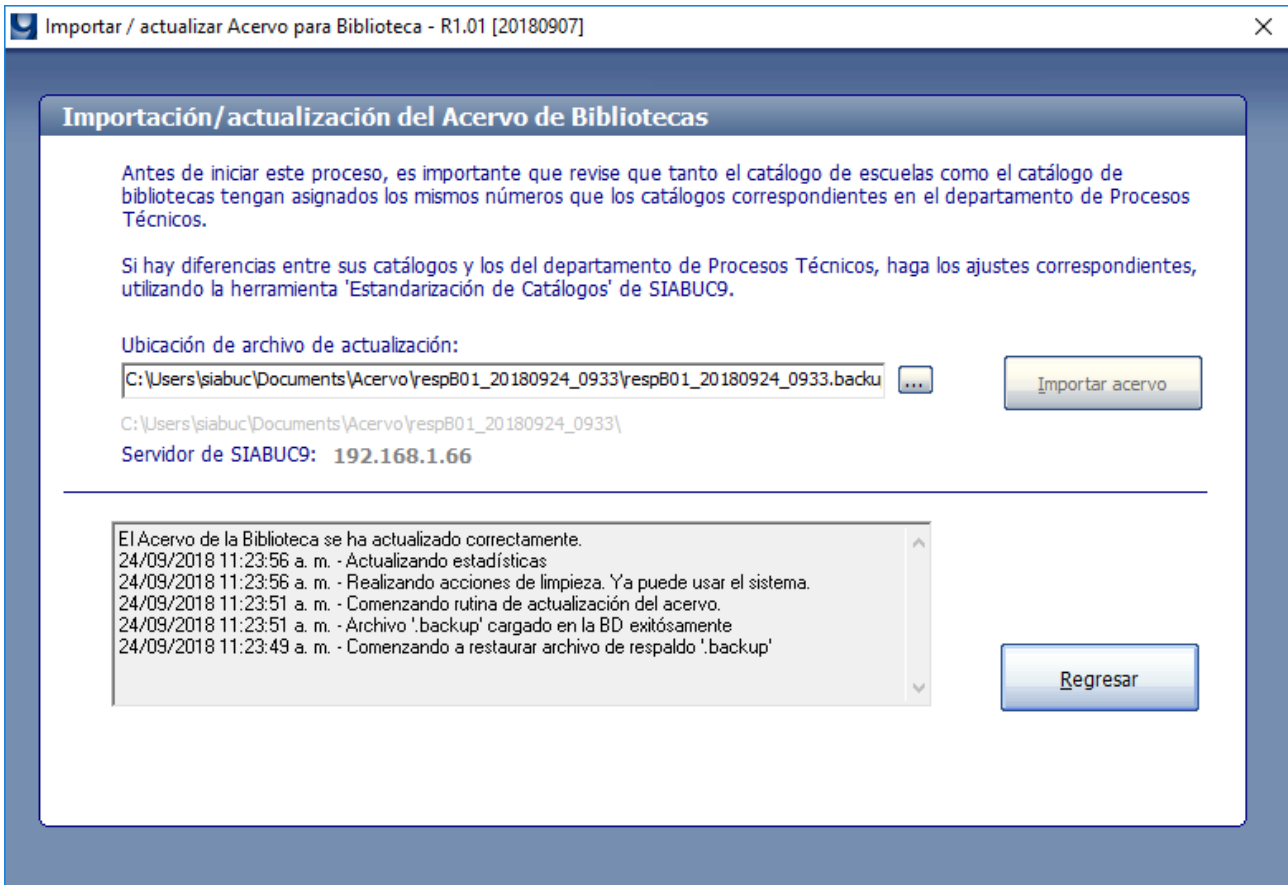 Importar / actualizar Acervo para Biblioteca - R1.01 [20180907]
Importación/actualización del Acervo de Bibliotecas
Antes de iniciar este proceso, es importante que revise que tanto el catálogo de escuelas como el catálogo de
bibliotecas tengan asignados los mismos números que los catálogos correspondientes en el departamento de Procesos
Técnicos.
Si hay diferencias entre sus catálogos y los del departamento de Procesos Técnicos, haga los ajustes correspondientes,
utilizando la herramienta 'Estandarización de Catálogos' de SIABUC9.
Ubicación de archivo de actualización:
C:\Users\siabuc\Documents\Acervo\respB01_20180924_0933\respB01_20180924_0933.backu
...
Importar acervo
C:\Users\siabuc\Documents\Acervo\respB01_20180924_0933\
Servidor de SIABUC9: 192.168.1.66
El Acervo de la Biblioteca se ha actualizado correctamente.
24/09/2018 11:23:56 a. m. - Actualizando estadísticas
24/09/2018 11:23:56 a. m. - Realizando acciones de limpieza. Ya puede usar el sistema.
24/09/2018 11:23:51 a. m. - Comenzando rutina de actualización del acervo.
24/09/2018 11:23:51 a. m. - Archivo '.backup' cargado en la BD exitósamente
24/09/2018 11:23:49 a. m. - Comenzando a restaurar archivo de respaldo '.backup'
Regresar